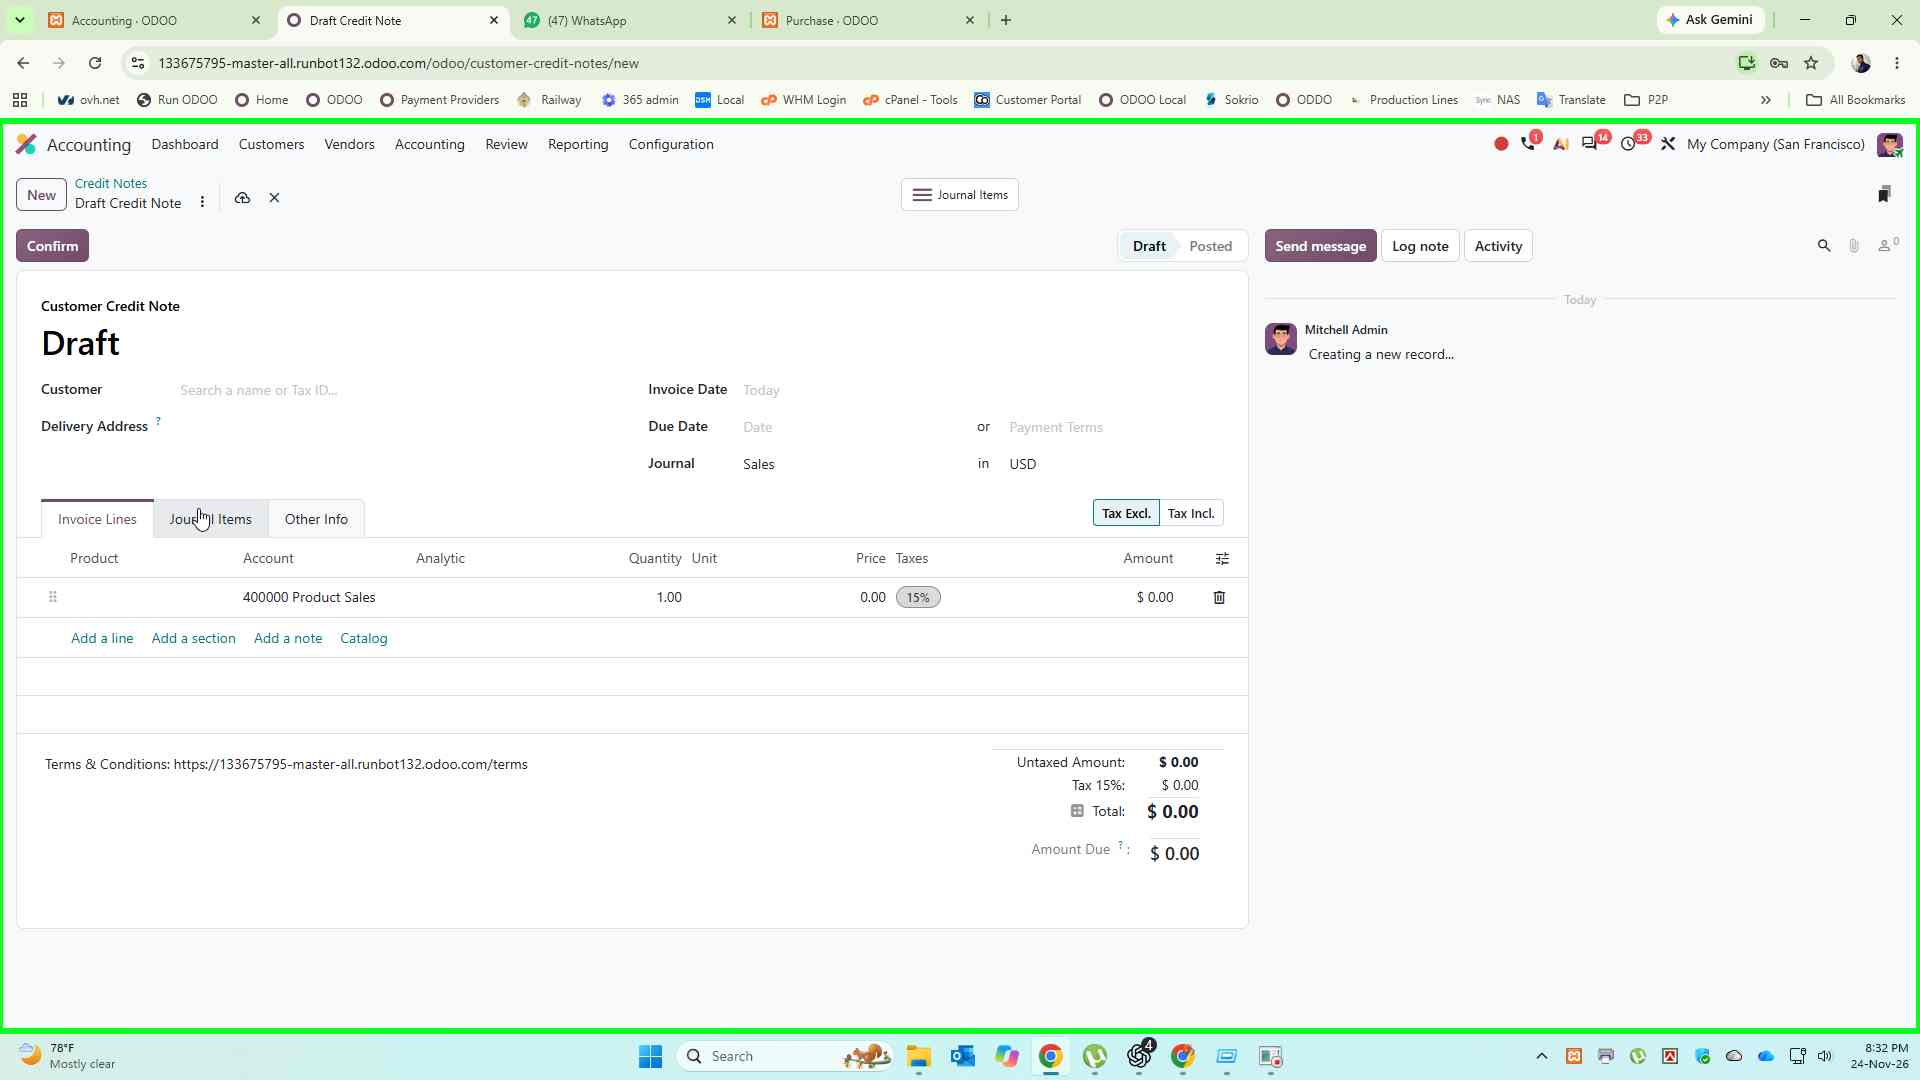 Accounting · ODOO
Draft Credit Note
47
(47) WhatsApp
Purchase · ODOO
Ask Gemini
133675795-master-all.runbot132.odoo.com/odoo/customer-credit-notes/new
ovh.net
Run ODOO
Home
ODOO
Payment Providers
Railway
365 admin
Local
WHM Login
cPanel - Tools
Customer Portal
ODOO Local
Sokrio
ODDO
Production Lines
NAS
Translate
P2P
All Bookmarks
Accounting Dashboard Customers Vendors Accounting Review Reporting Configuration
1
14
33
My Company (San Francisco)
New
Credit Notes
Draft Credit Note
Journal Items
Confirm
Draft Posted
Send message Log note Activity
0
Customer Credit Note
Draft
Customer Search a name or Tax ID...
Delivery Address ?
Invoice Date Today
Due Date Date or Payment Terms
Journal Sales in USD
Invoice Lines Journal Items Other Info
Tax Excl. Tax Incl.
Product Account Analytic Quantity Unit Price Taxes Amount
400000 Product Sales 1.00 0.00 15% $ 0.00
Add a line Add a section Add a note Catalog
Terms & Conditions: https://133675795-master-all.runbot132.odoo.com/terms
Untaxed Amount: $ 0.00
Tax 15%: $ 0.00
Total: $ 0.00
Amount Due ? : $ 0.00
Today
Mitchell Admin
Creating a new record...
78°F
Mostly clear
Search
4
8:32 PM
24-Nov-26